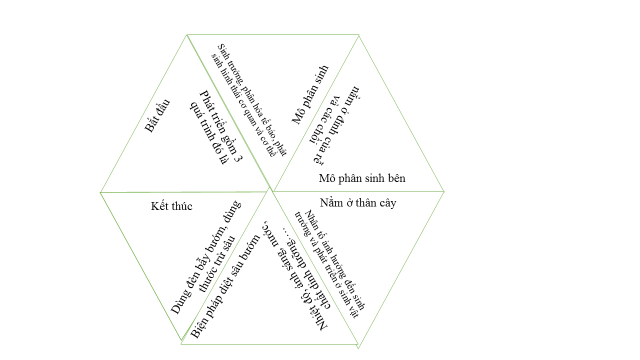 Bắt đầu
Phát triển gồm 3
quá trình đó là
Sinh trưởng, phân hóa tế bào, phát
sinh hình thái cơ quan và cơ thể
Mô phân sinh
nằm ở đỉnh của rễ
và các chồi
Mô phân sinh bên
Nằm ở thân cây
Nhân tố ảnh hưởng đến sinh
trưởng và phát triển ở sinh vật
Nhiệt độ, ánh sáng, nước,
chất dinh dưỡng….
Biện pháp diệt sâu bướm
Dùng đèn bẫy bướm, dùng
thước trừ sâu
Kết thúc